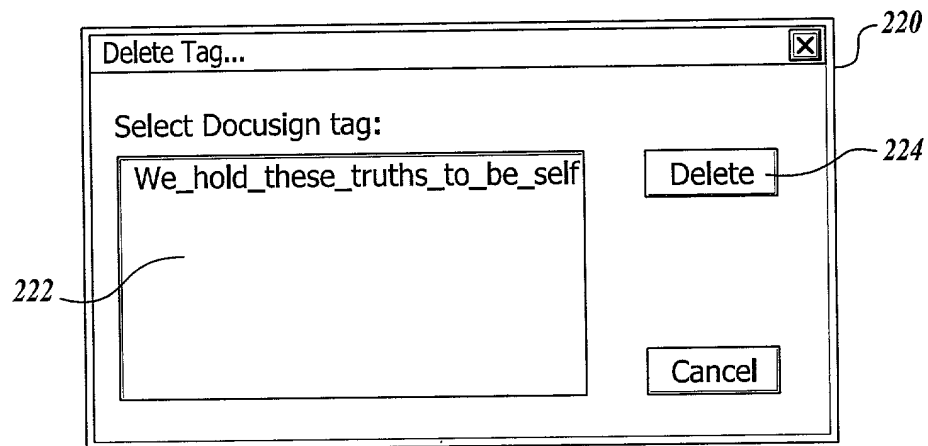 220
Delete Tag...
Select Docusign tag:
224
We_hold_these_truths_to_be_self
Delete
222
Cancel